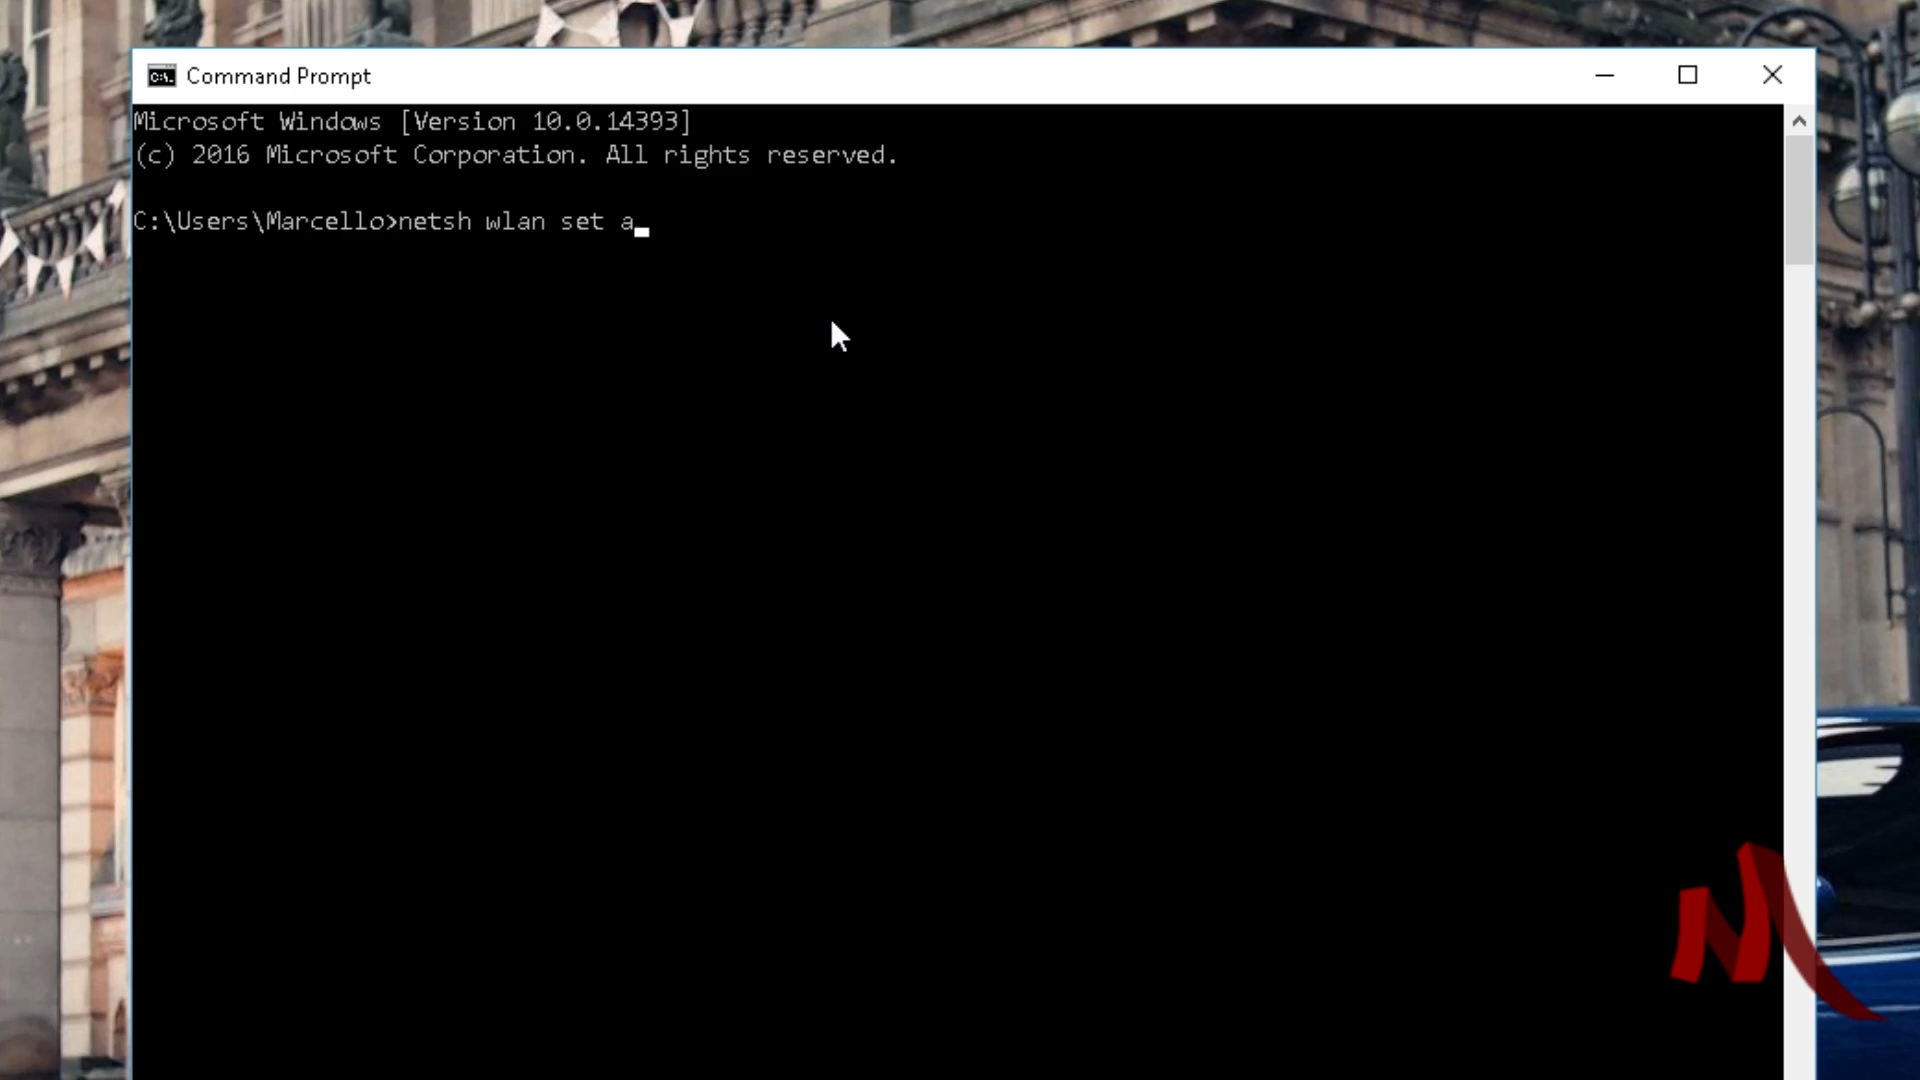 Command Prompt
Microsoft Windows [Version 10.0.14393]
(c) 2016 Microsoft Corporation. All rights reserved.
C:\Users\Marcello>netsh wlan set a